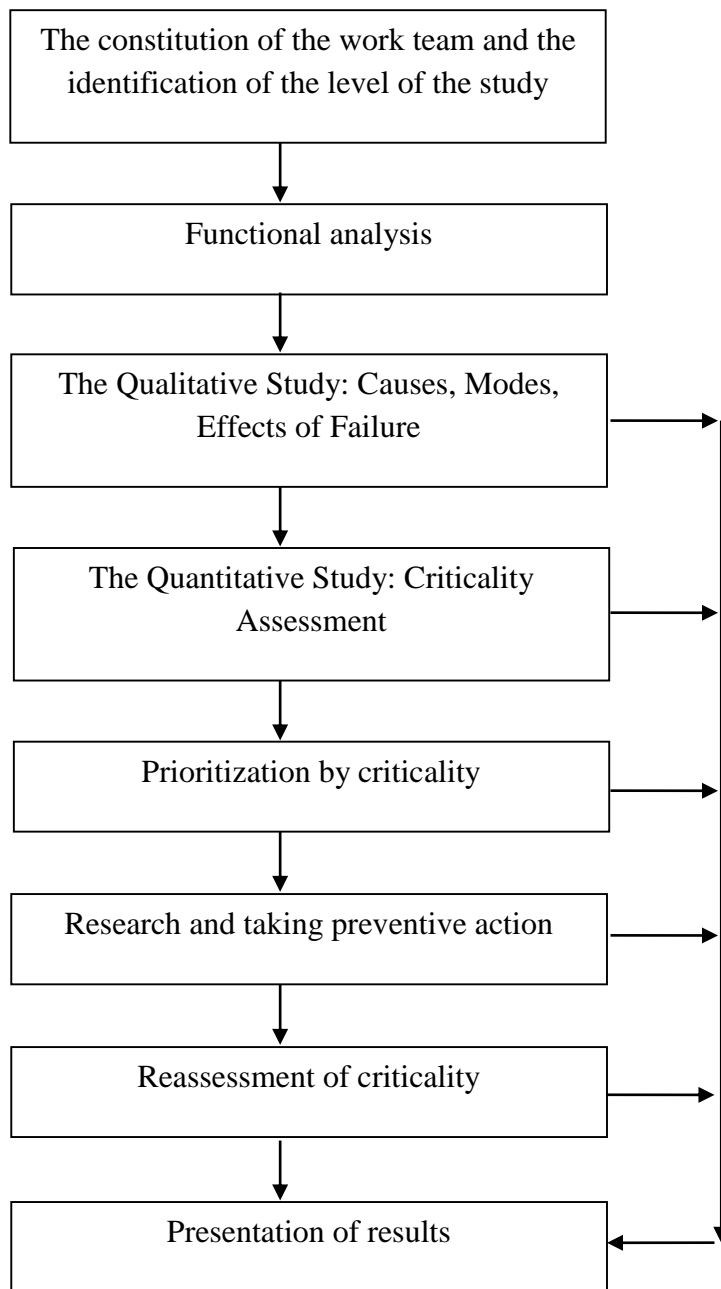 The constitution of the work team and the
identification of the level of the study
Functional analysis
The Qualitative Study: Causes, Modes,
Effects of Failure
The Quantitative Study: Criticality
Assessment
Prioritization by criticality
Research and taking preventive action
Reassessment of criticality
Presentation of results